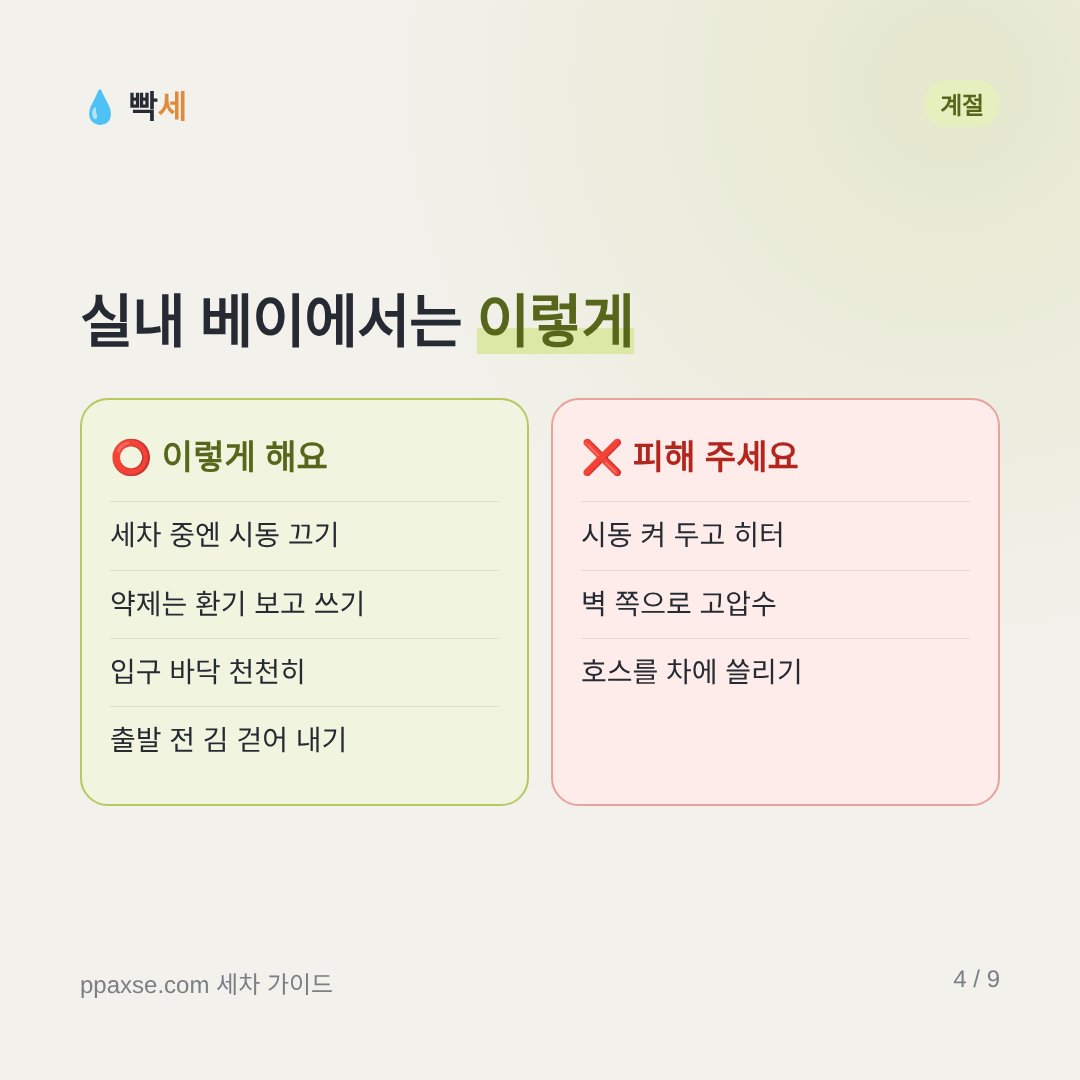 💧 빡세
계절
실내 베이에서는 이렇게
⭕ 이렇게 해요
세차 중엔 시동 끄기
약제는 환기 보고 쓰기
입구 바닥 천천히
출발 전 김 걷어 내기
❌ 피해 주세요
시동 켜 두고 히터
벽 쪽으로 고압수
호스를 차에 쓸리기
ppaxse.com 세차 가이드
4 / 9